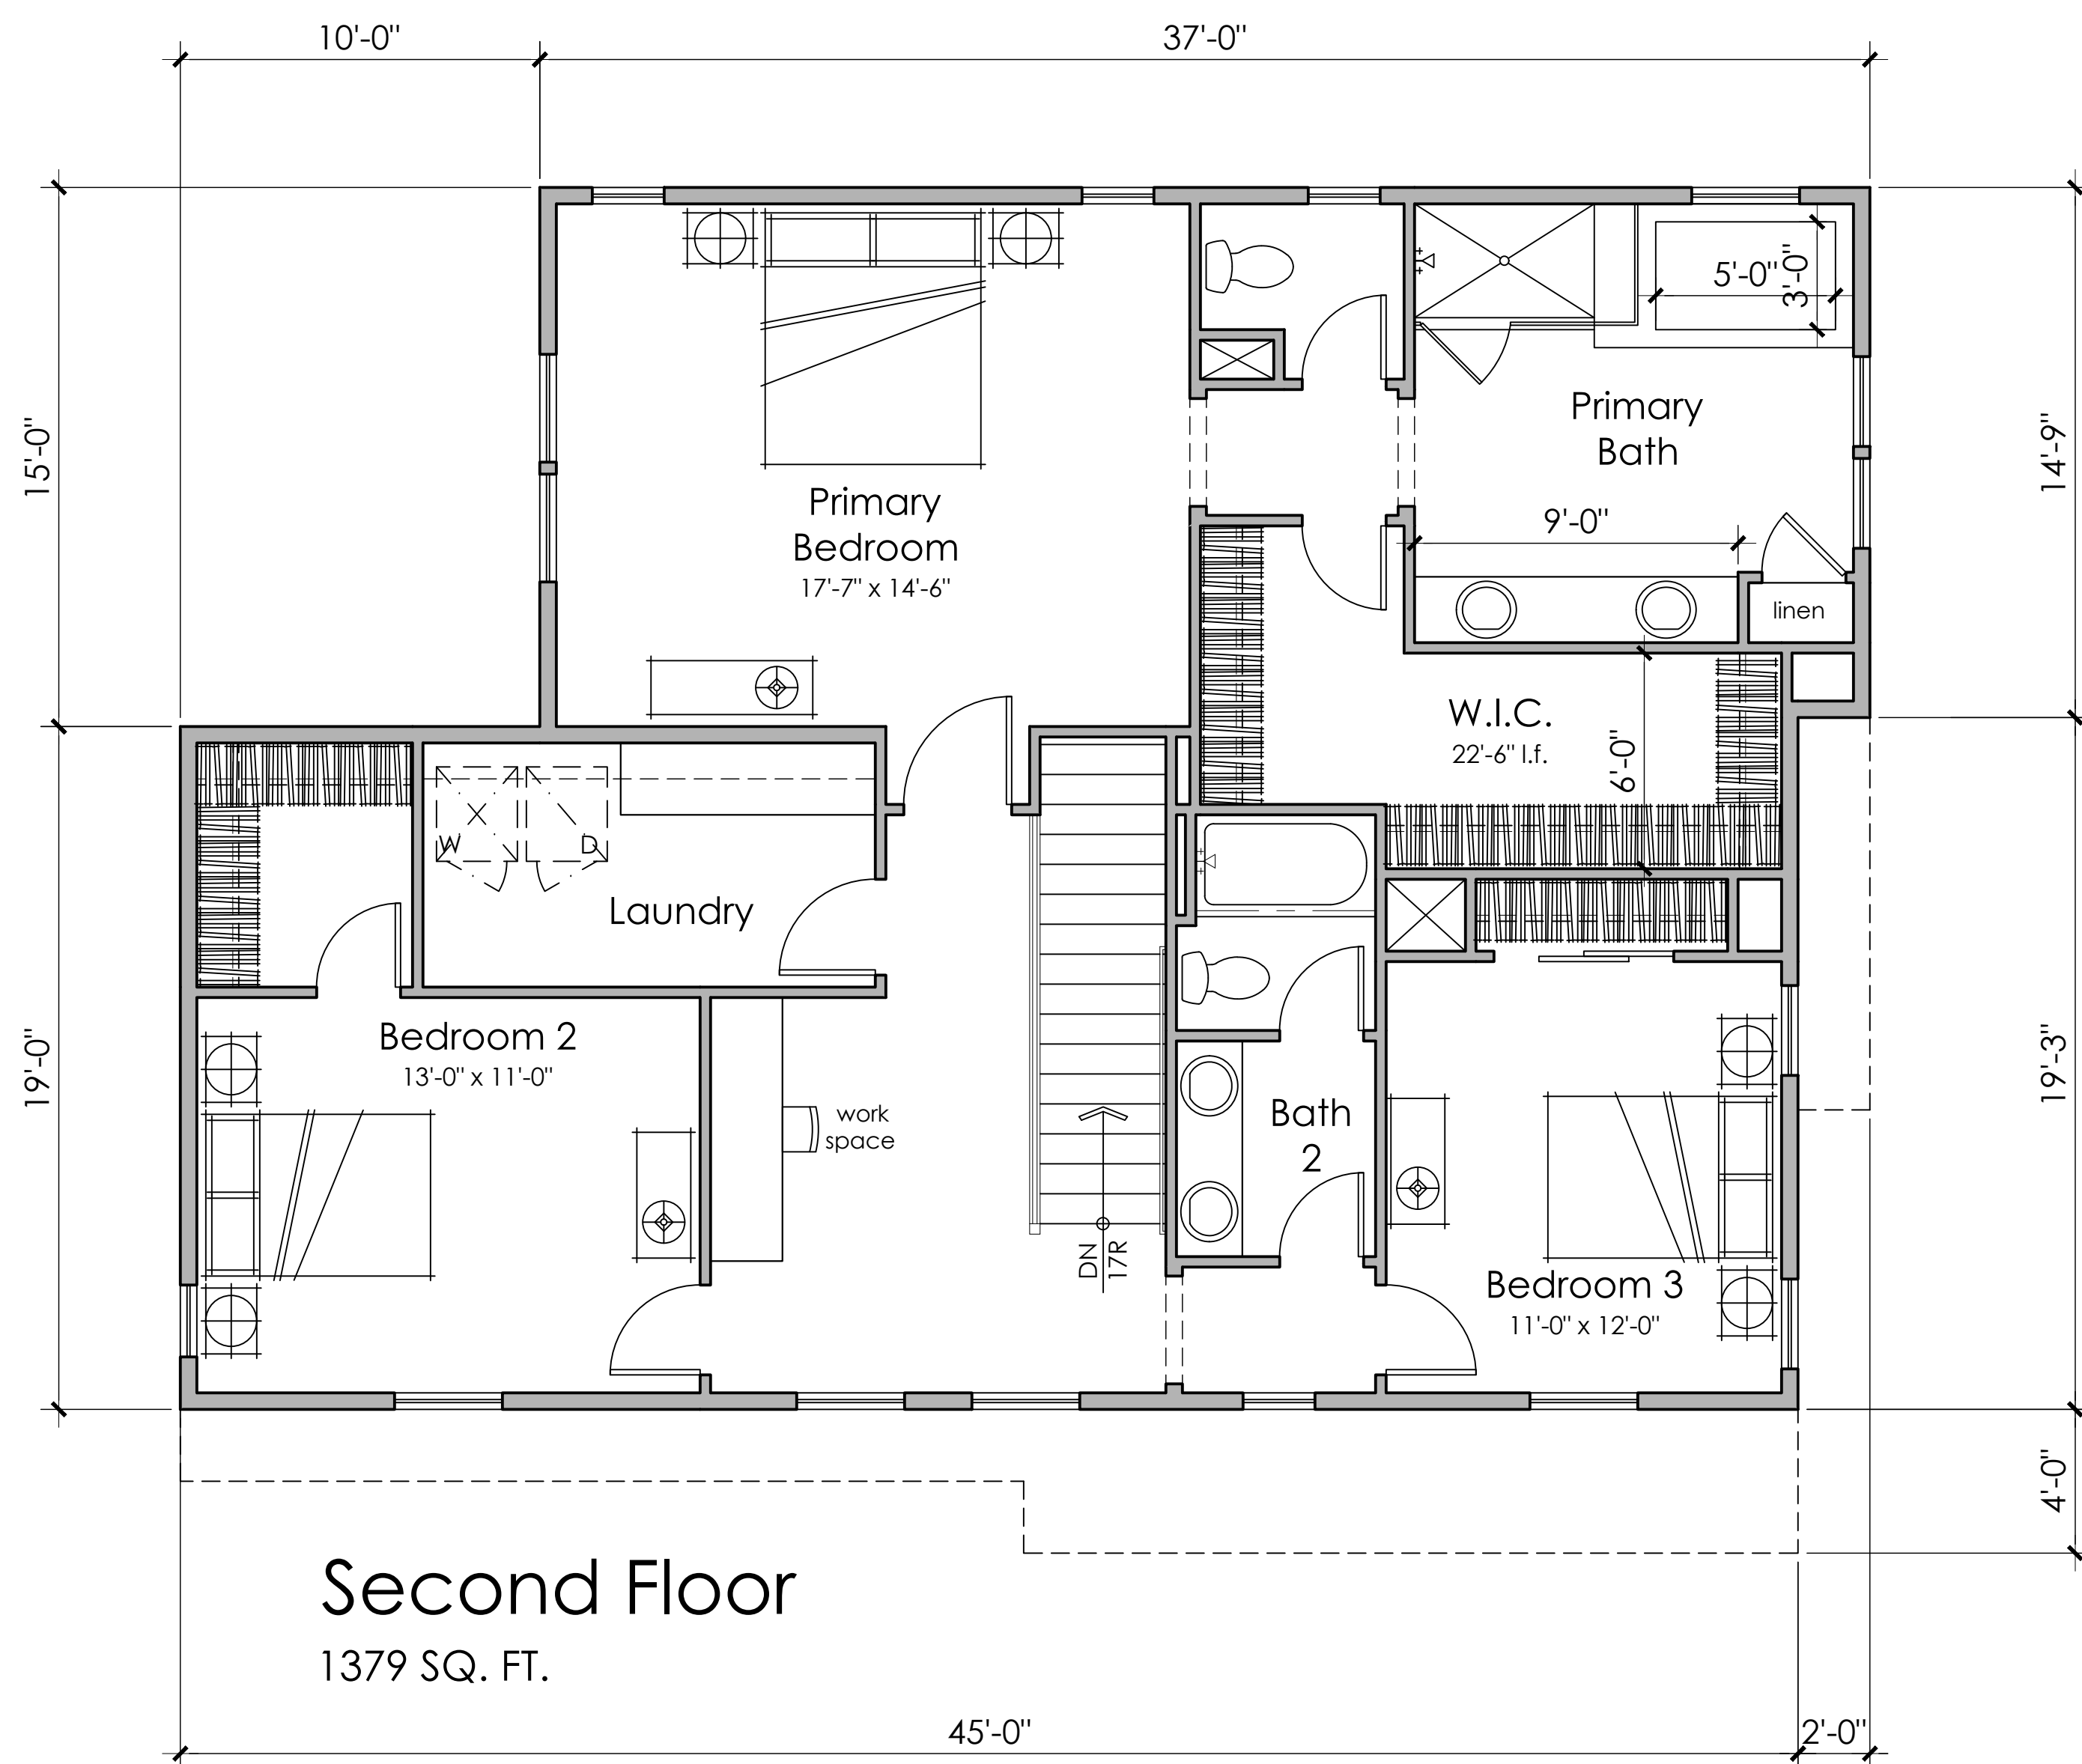 10'-0"
37'-0"
5'-0"
3'-0"
Primary
Bath
15'-0"
14'-9"
Primary
Bedroom
17'-7" x 14'-6"
9'-0"
linen
W.I.C.
22'-6" l.f.
6'-0"
W
D
Laundry
Bedroom 2
13'-0" x 11'-0"
19'-0"
19'-3"
work
space
Bath
2
DN
17R
Bedroom 3
11'-0" x 12'-0"
4'-0"
Second Floor
1379 SQ. FT.
45'-0"
2'-0"